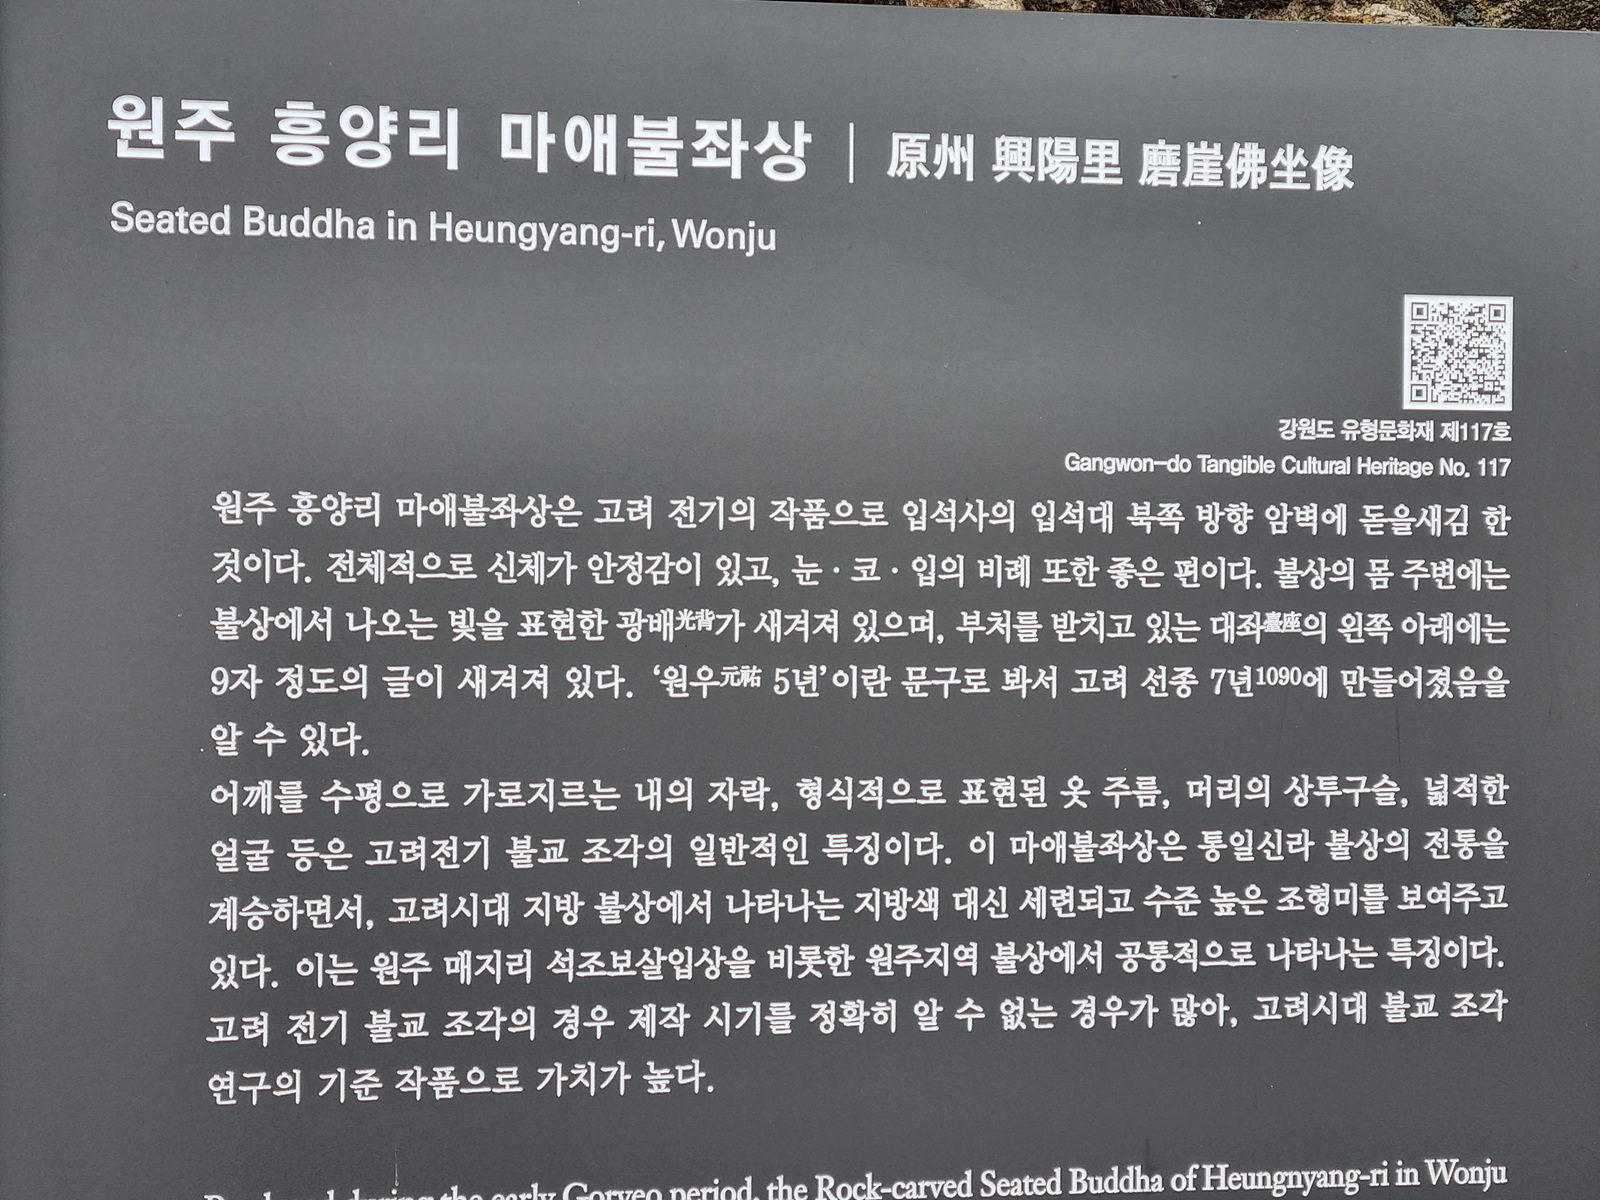 원주 흥양리 마애불좌상 | 原州 興陽里 磨崖佛坐像
Seated Buddha in Heungyang-ri, Wonju
강원도 유형문화재 제117호
Gangwon-do Tangible Cultural Heritage No. 117
원주 흥양리 마애불좌상은 고려 전기의 작품으로 입석사의 입석대 북쪽 방향 암벽에 돋을새김 한
것이다. 전체적으로 신체가 안정감이 있고, 눈·코·입의 비례 또한 좋은 편이다. 불상의 몸 주변에는
불상에서 나오는 빛을 표현한 광배光背가 새겨져 있으며, 부처를 받치고 있는 대좌臺座의 왼쪽 아래에는
9자 정도의 글이 새겨져 있다. ‘원우元祐 5년’이란 문구로 봐서 고려 선종 7년1090에 만들어졌음을
알 수 있다.
어깨를 수평으로 가로지르는 내의 자락, 형식적으로 표현된 옷 주름, 머리의 상투구슬, 넓적한
얼굴 등은 고려전기 불교 조각의 일반적인 특징이다. 이 마애불좌상은 통일신라 불상의 전통을
계승하면서, 고려시대 지방 불상에서 나타나는 지방색 대신 세련되고 수준 높은 조형미를 보여주고
있다. 이는 원주 매지리 석조보살입상을 비롯한 원주지역 불상에서 공통적으로 나타나는 특징이다.
고려 전기 불교 조각의 경우 제작 시기를 정확히 알 수 없는 경우가 많아, 고려시대 불교 조각
연구의 기준 작품으로 가치가 높다.
during the early Goryeo period, the Rock-carved Seated Buddha of Heungnyang-ri in Wonju